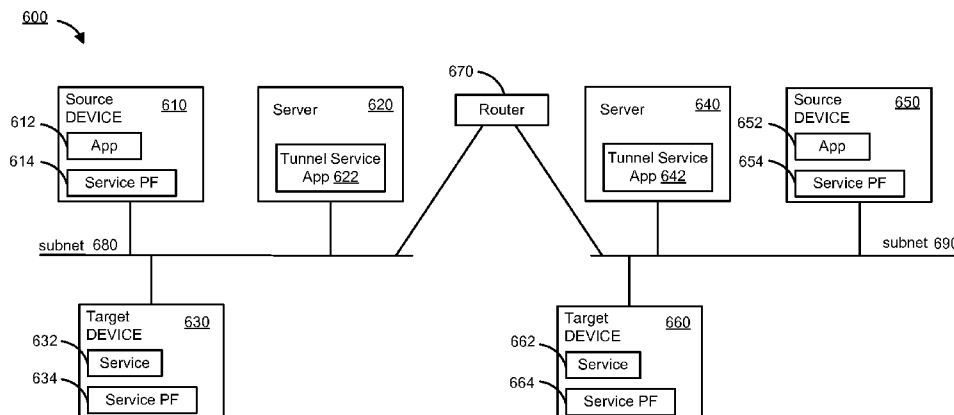 600
670
Router
Source
DEVICE
610
612
App
614
Service PF
Server
620
Tunnel Service
App 622
Server
640
Tunnel Service
App 642
Source
DEVICE
650
652
App
654
Service PF
subnet 680
subnet 690
Target
DEVICE
630
632
Service
634
Service PF
Target
DEVICE
660
662
Service
664
Service PF